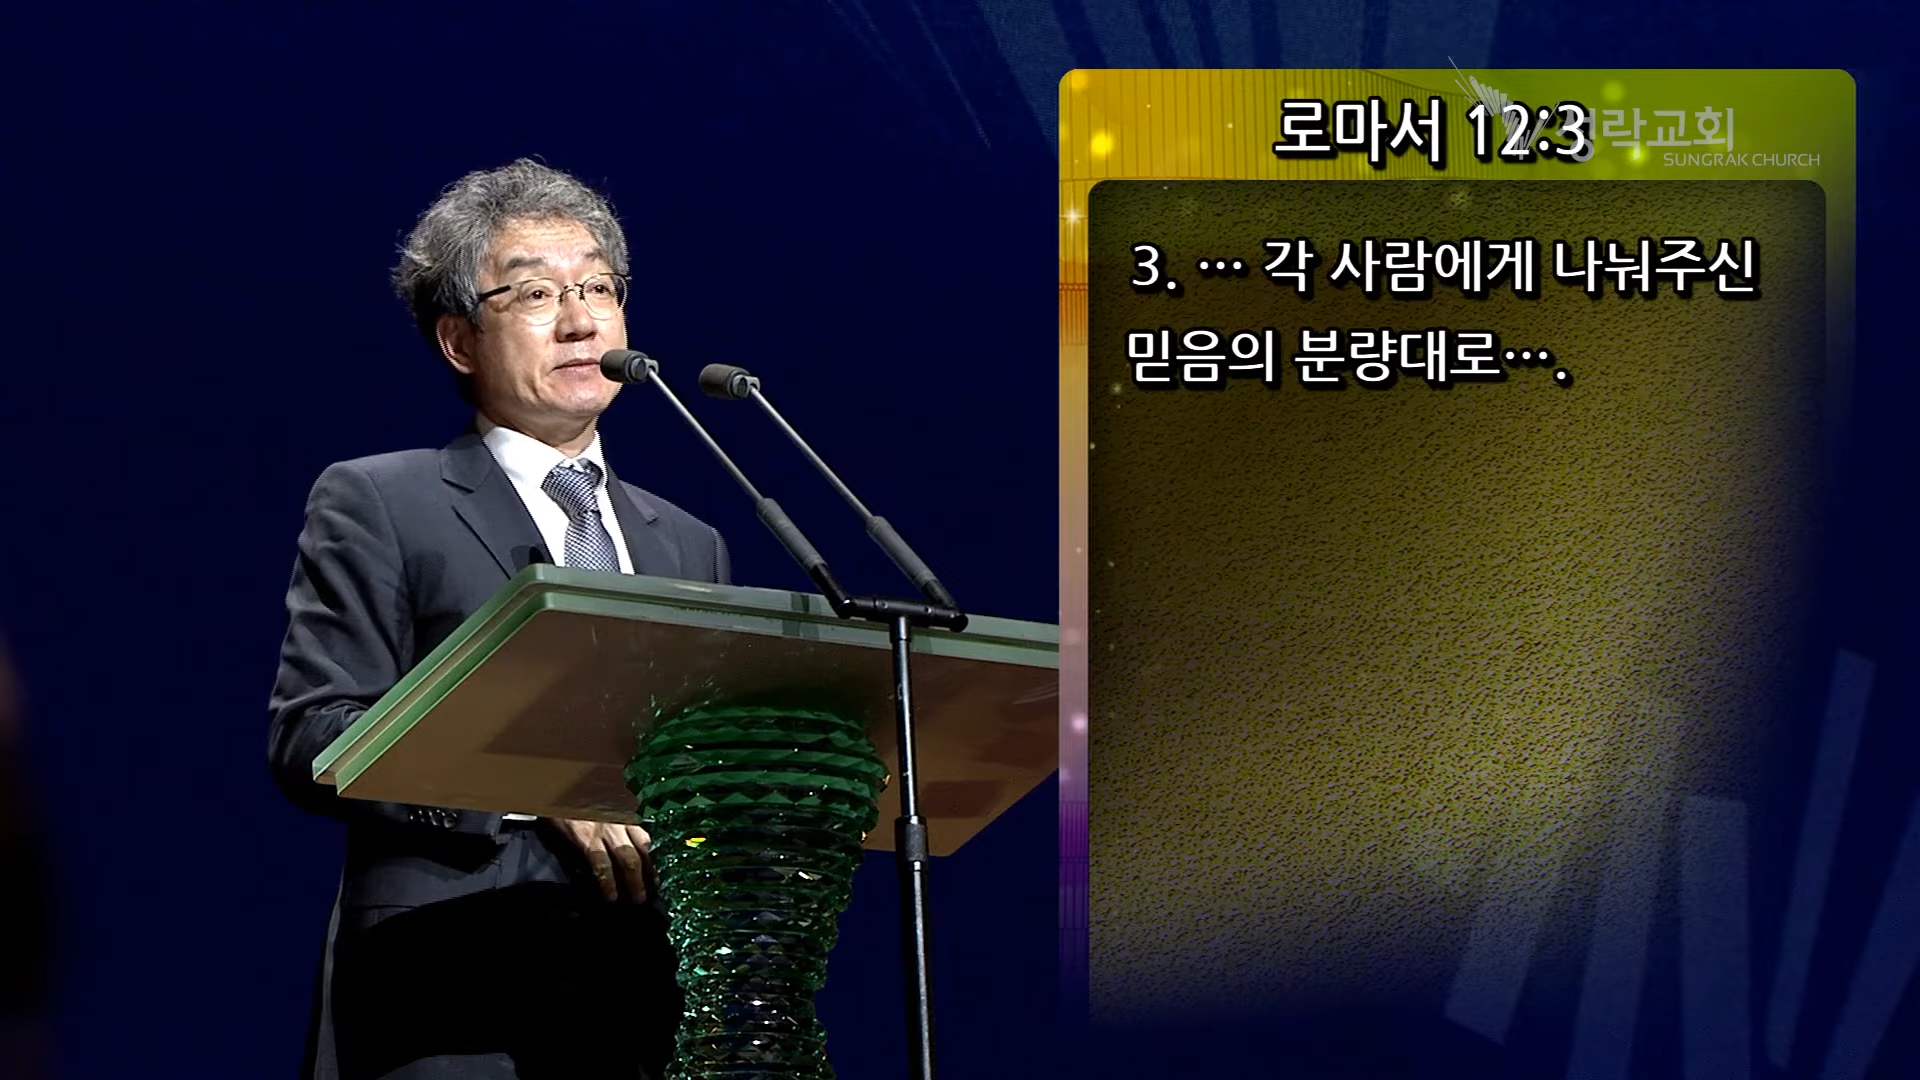 로마서 12:3
성락교회
SUNGRAK CHURCH
3. … 각 사람에게 나눠주신
믿음의 분량대로….